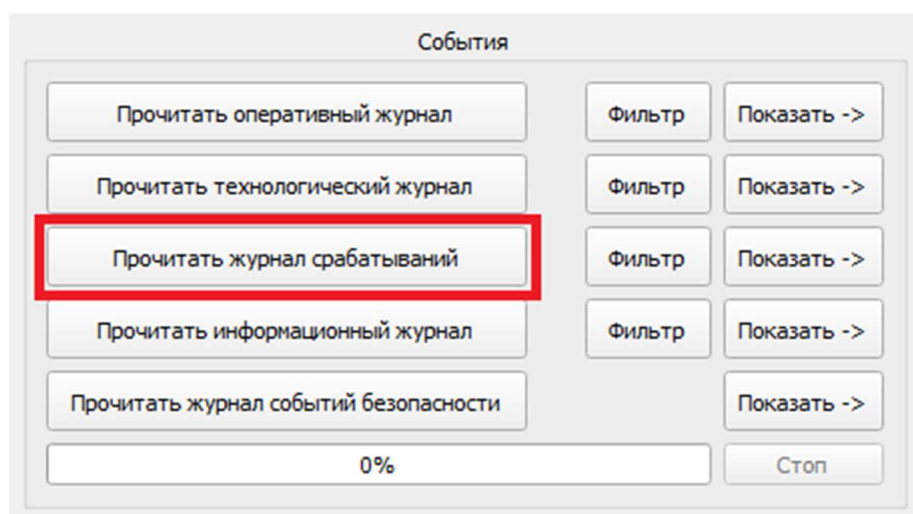 События
Прочитать оперативный журнал Фильтр Показать ->
Прочитать технологический журнал Фильтр Показать ->
Прочитать журнал срабатываний Фильтр Показать ->
Прочитать информационный журнал Фильтр Показать ->
Прочитать журнал событий безопасности Показать ->
0% Стоп